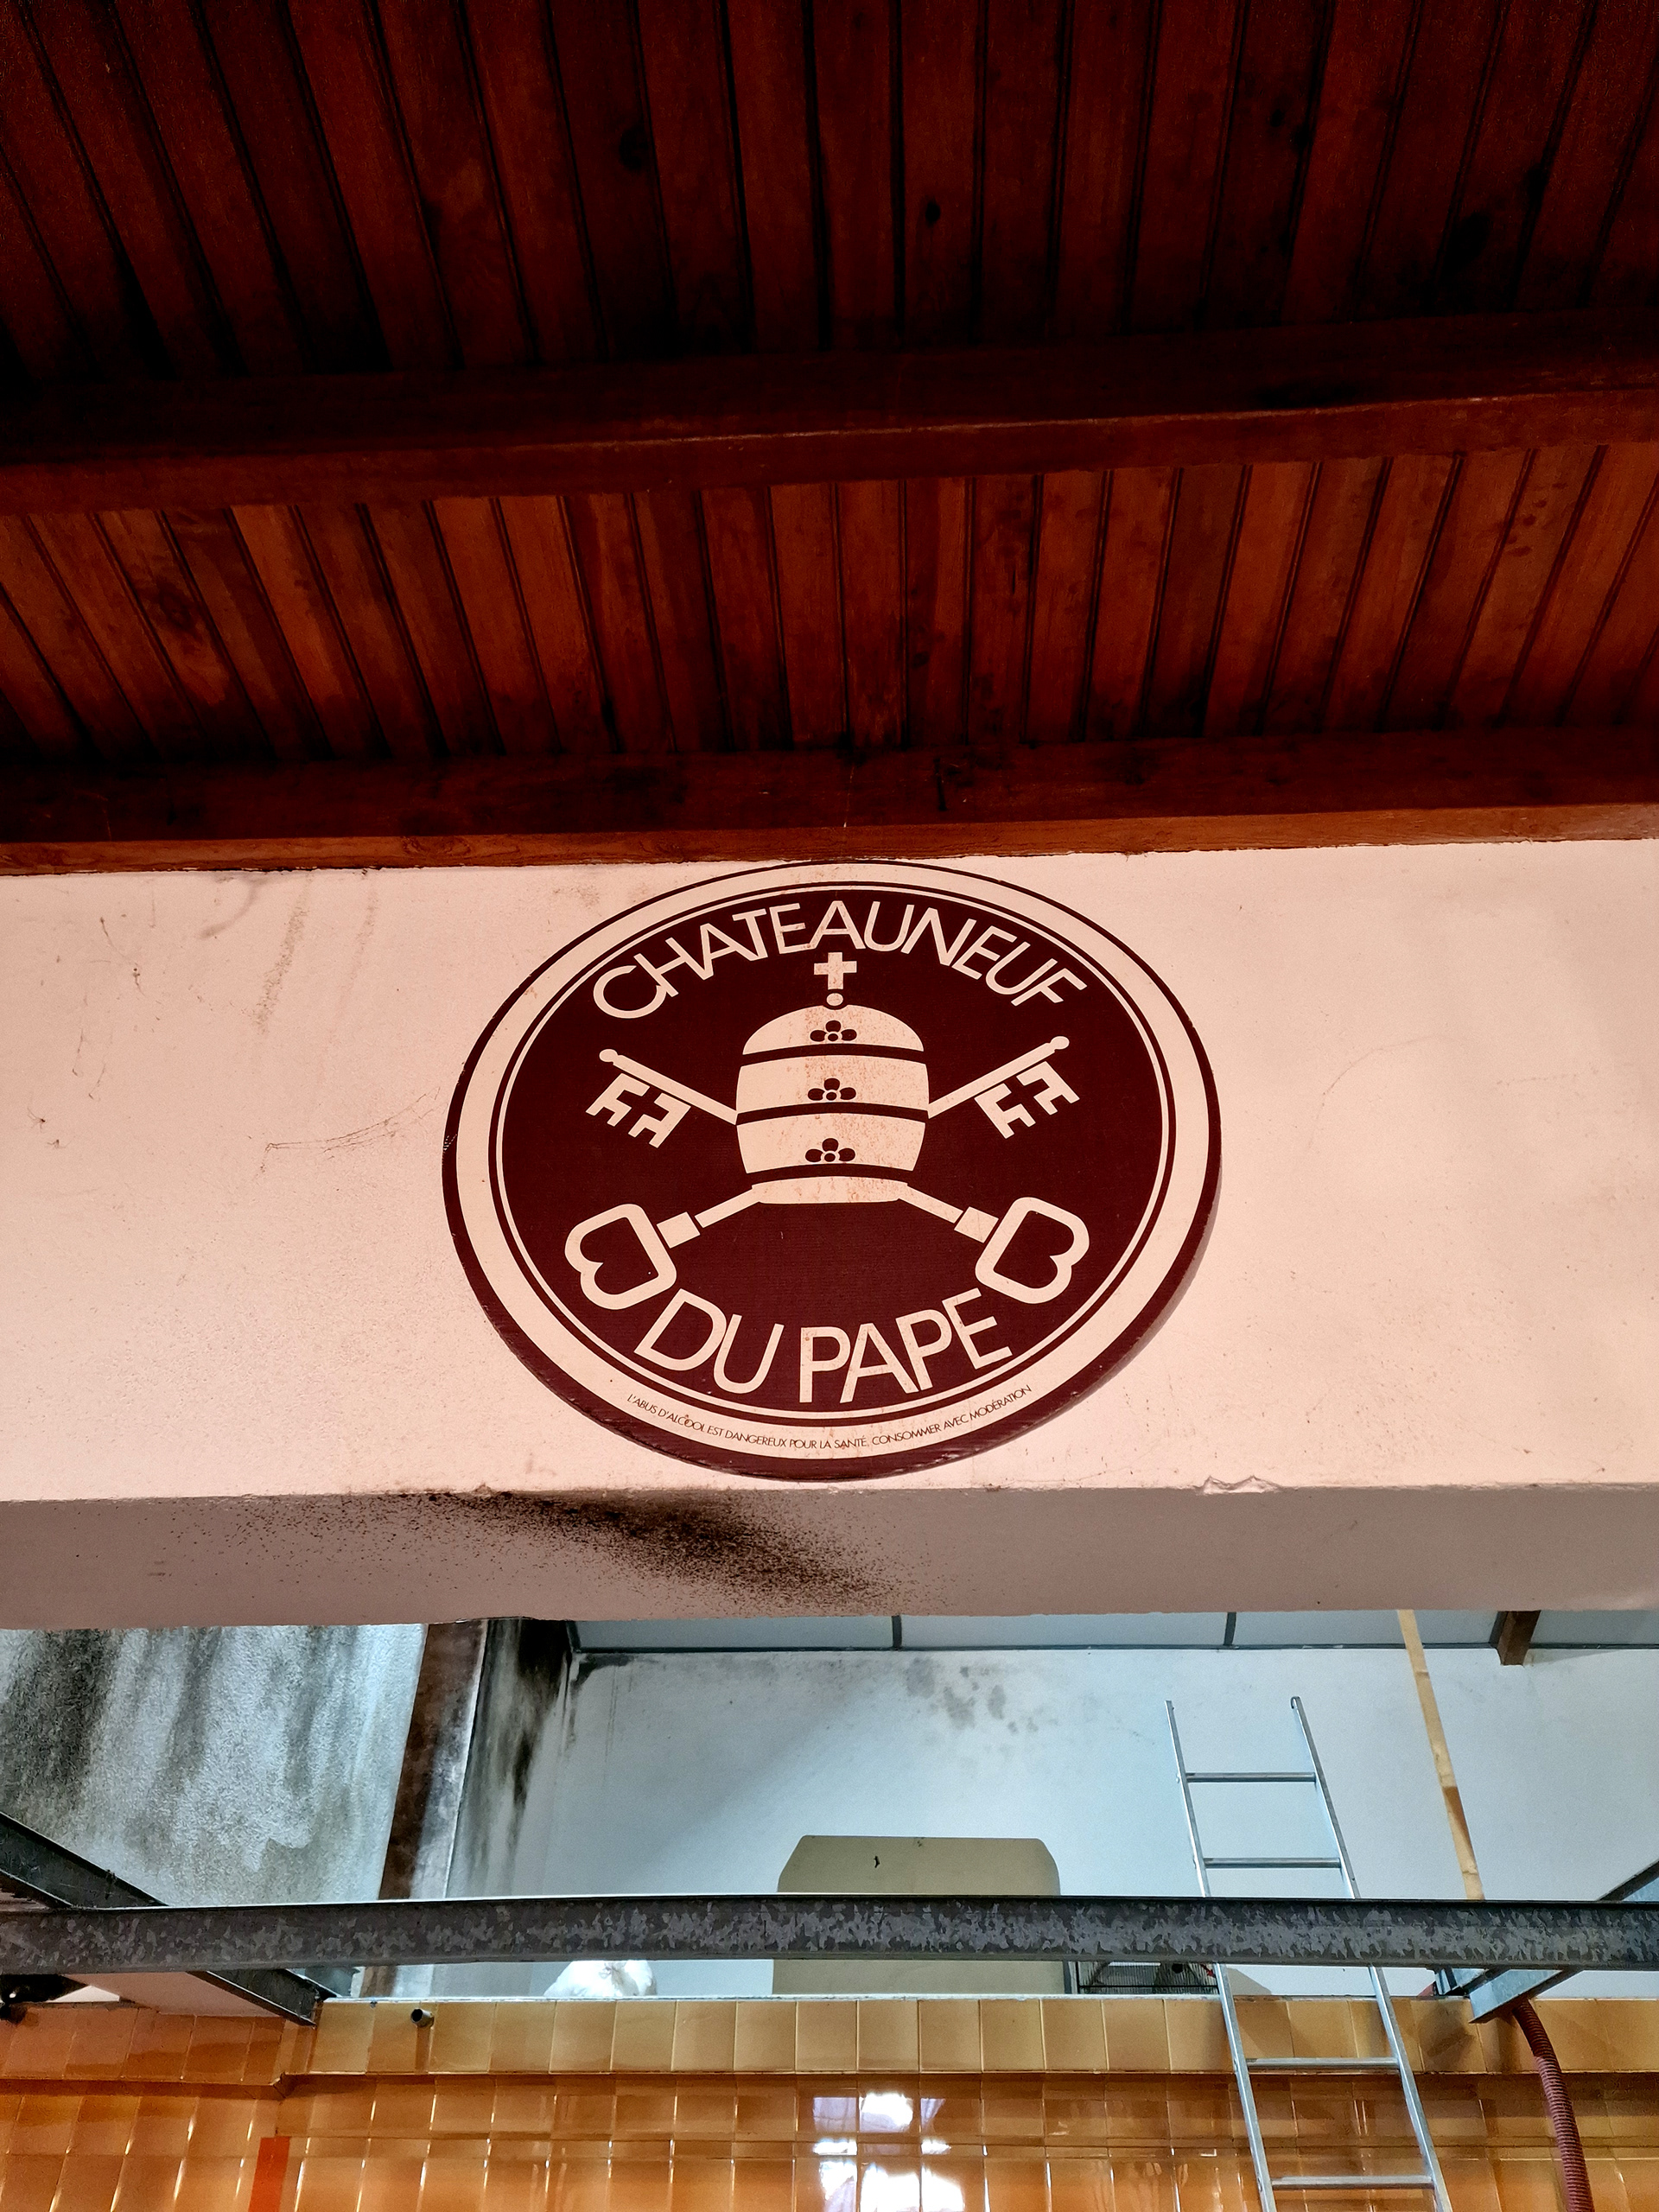 CHATEAUNEUF
DU PAPE
L'ABUS D'ALCOOL EST DANGEREUX POUR LA SANTÉ, CONSOMMER AVEC MODÉRATION